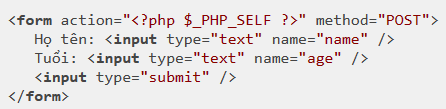 <form action="<?php $_PHP_SELF ?>" method="POST">
Họ tên: <input type="text" name="name" />
Tuổi: <input type="text" name="age" />
<input type="submit" />
</form>